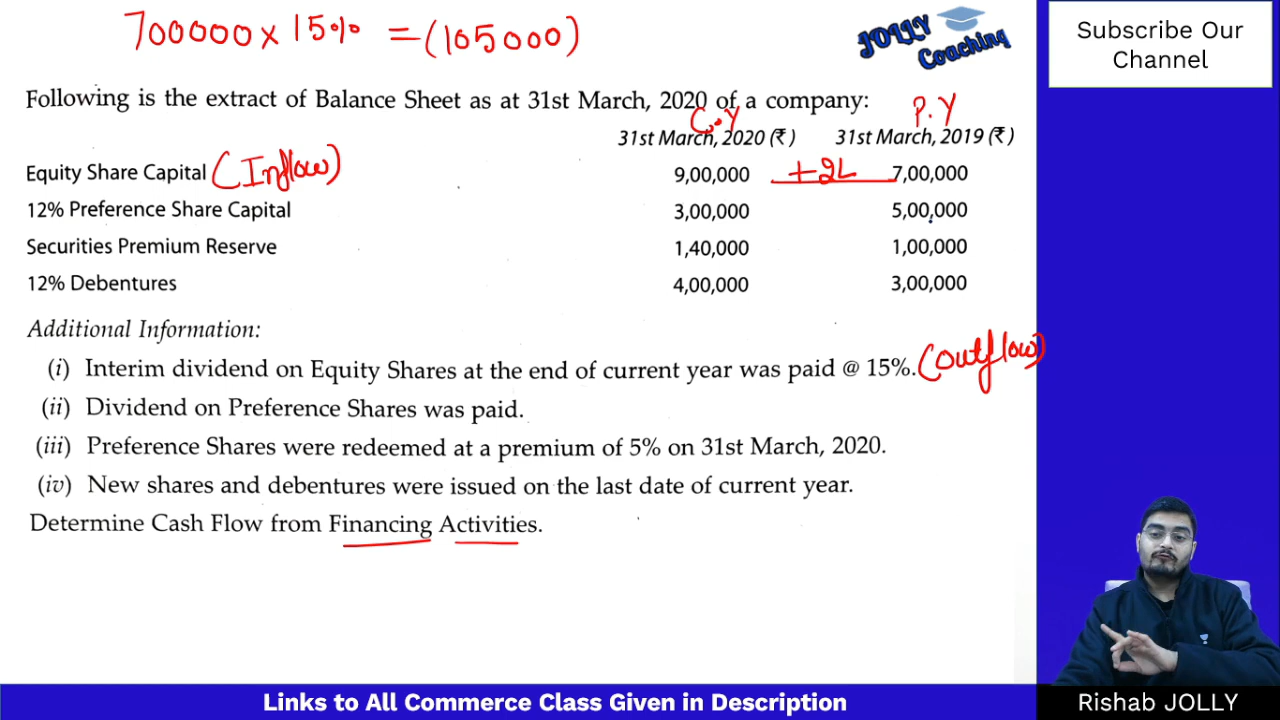 700000 x 15% = (105000)
JOLLY
Coaching
Subscribe Our
Channel
Following is the extract of Balance Sheet as at 31st March, 2020 of a company:
C.Y P.Y
31st March, 2020 (₹) 31st March, 2019 (₹)
Equity Share Capital (Inflow) 9,00,000 +2L 7,00,000
12% Preference Share Capital 3,00,000 5,00,000
Securities Premium Reserve 1,40,000 1,00,000
12% Debentures 4,00,000 3,00,000
Additional Information:
(i) Interim dividend on Equity Shares at the end of current year was paid @ 15%. (outflow)
(ii) Dividend on Preference Shares was paid.
(iii) Preference Shares were redeemed at a premium of 5% on 31st March, 2020.
(iv) New shares and debentures were issued on the last date of current year.
Determine Cash Flow from Financing Activities.
Links to All Commerce Class Given in Description
Rishab JOLLY